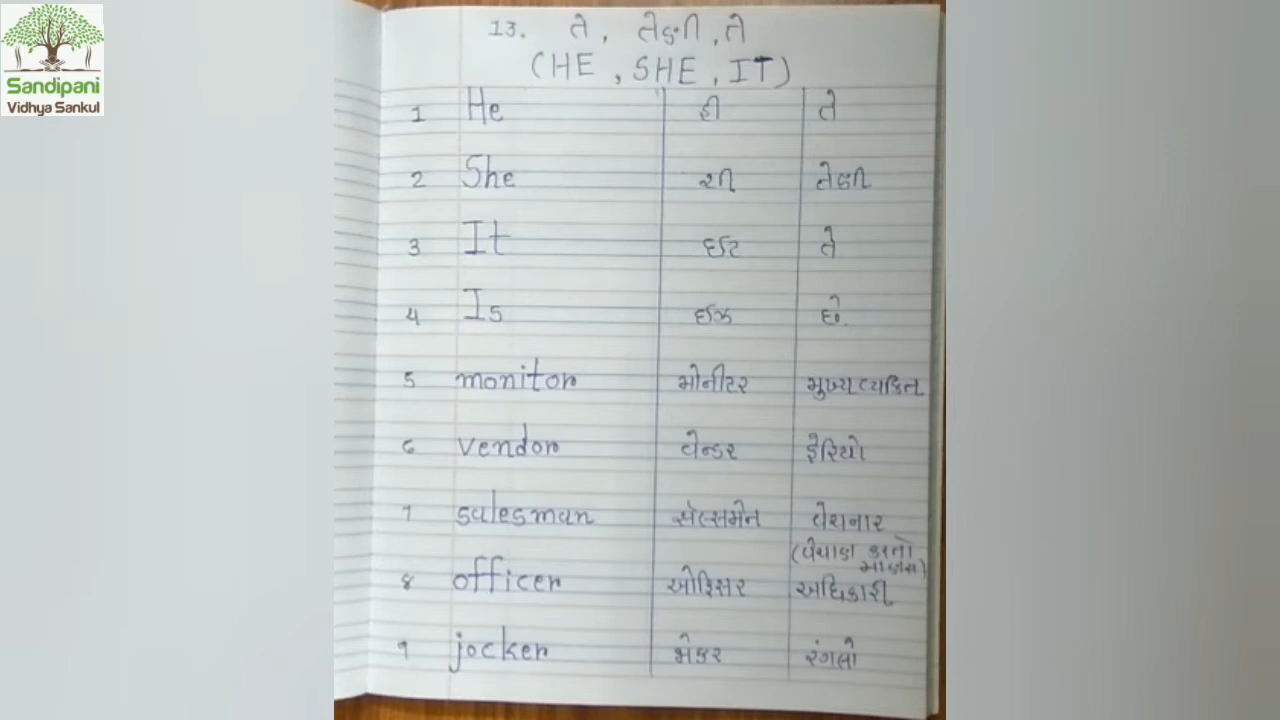 Sandipani
Vidhya Sankul
13. તે, તેણી, તે
(HE, SHE, IT)
1 He હી તે
2 She શી તેણી
3 It ઈટ તે
4 Is ઈઝ છે.
5 monitor મોનીટર મુખ્ય વ્યકિત
6 vendor વેન્ડર ફેરિયો
7 salesman સેલ્સમેન વેચનાર
(વેચાણ કરતો
માણસ)
8 officer ઓફિસર અધિકારી
9 jocker જોકર રંગલો